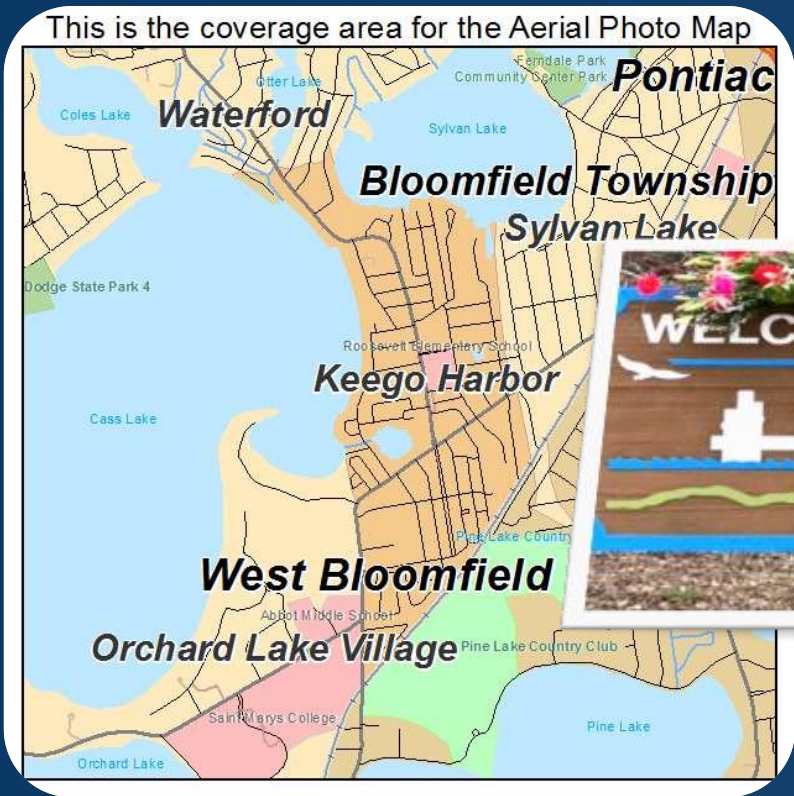 This is the coverage area for the Aerial Photo Map
Ferndale Park
Community Center Park
Pontiac
Otter Lake
Coles Lake
Waterford
Sylvan Lake
Bloomfield Township
Sylvan Lake
Dodge State Park 4
WELC
Roosevelt Elementary School
Keego Harbor
Cass Lake
Pine Lake Country
West Bloomfield
Abbot Middle School
Orchard Lake Village
Pine Lake Country Club
Saint Marys College
Pine Lake
Orchard Lake